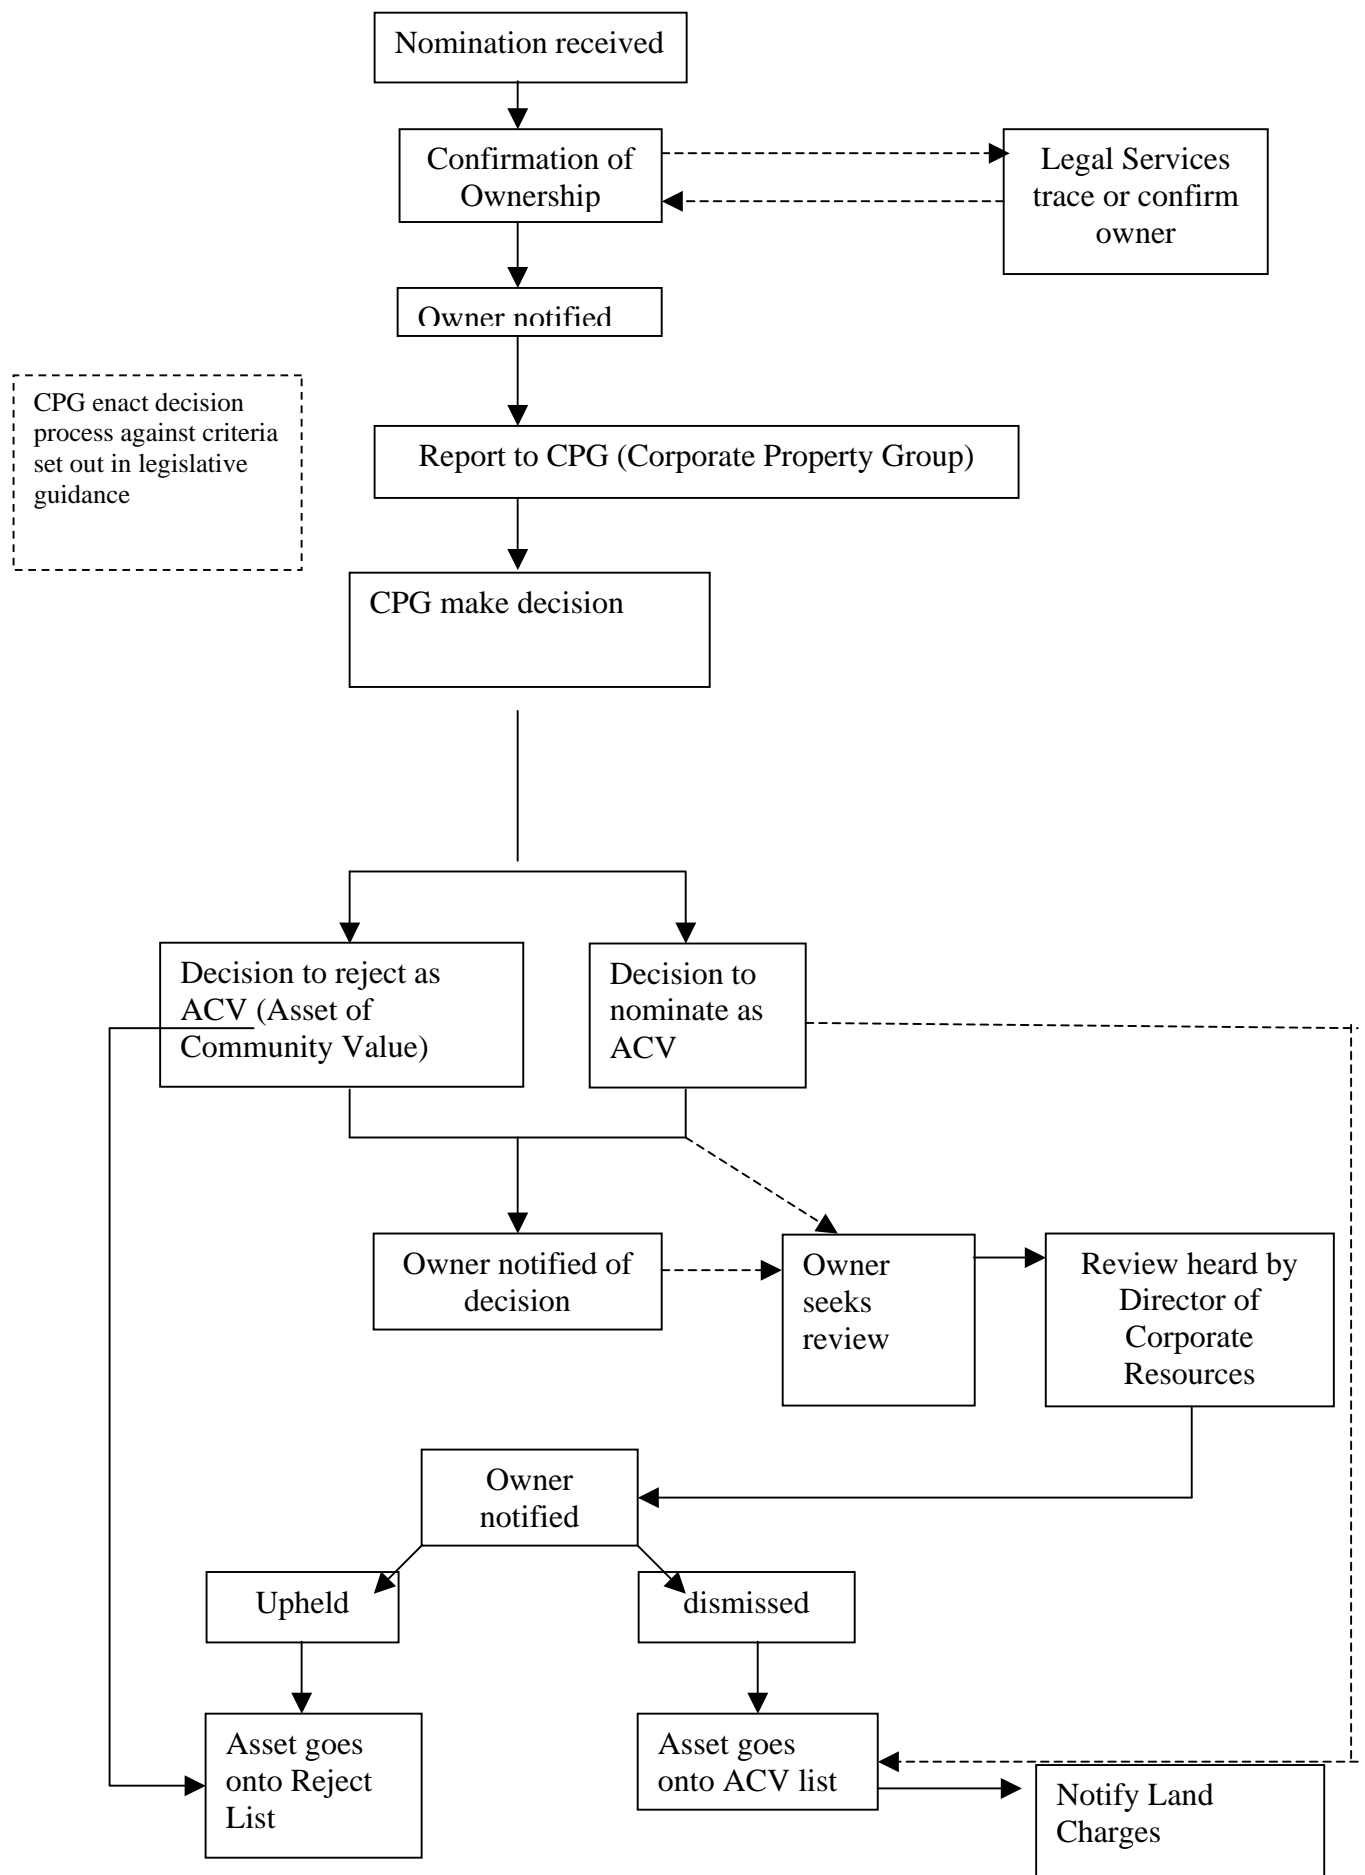 Nomination received
Confirmation of
Ownership
Legal Services
trace or confirm
owner
Owner notified
CPG enact decision
process against criteria
set out in legislative
guidance
Report to CPG (Corporate Property Group)
CPG make decision
Decision to reject as
ACV (Asset of
Community Value)
Decision to
nominate as
ACV
Owner notified of
decision
Owner
seeks
review
Review heard by
Director of
Corporate
Resources
Owner
notified
Upheld
dismissed
Asset goes
onto Reject
List
Asset goes
onto ACV list
Notify Land
Charges